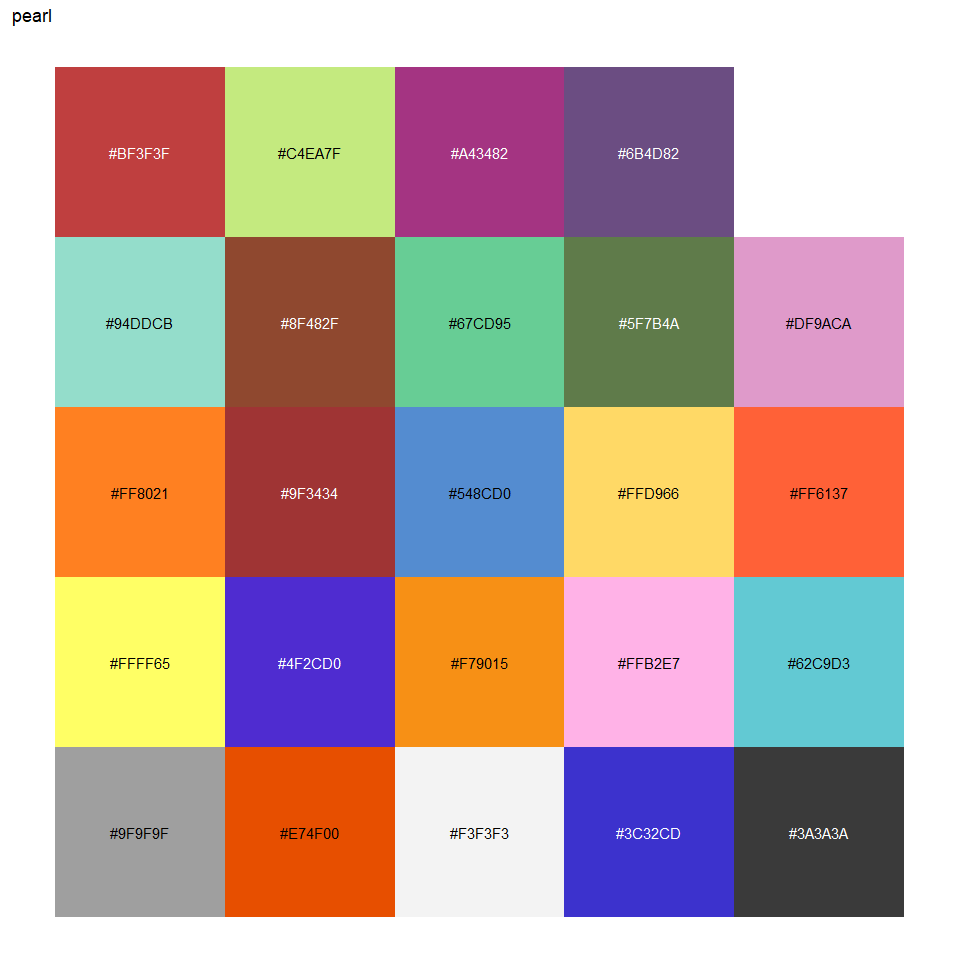 pearl
#BF3F3F #C4EA7F #A43482 #6B4D82
#94DDCB #8F482F #67CD95 #5F7B4A #DF9ACA
#FF8021 #9F3434 #548CD0 #FFD966 #FF6137
#FFFF65 #4F2CD0 #F79015 #FFB2E7 #62C9D3
#9F9F9F #E74F00 #F3F3F3 #3C32CD #3A3A3A